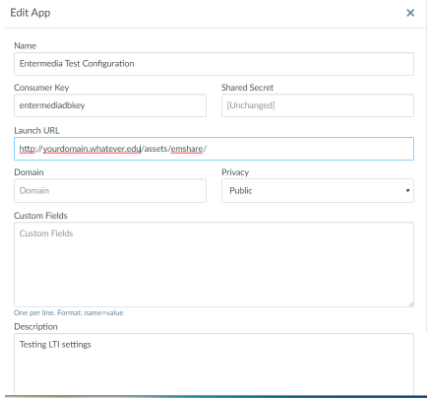 Edit App ×
Name
Entermedia Test Configuration
Consumer Key Shared Secret
entermediadbkey [Unchanged]
Launch URL
http://yourdomain.whatever.edu/assets/emshare/
Domain Privacy
Domain Public
Custom Fields
Custom Fields
One per line. Format: name=value
Description
Testing LTI settings